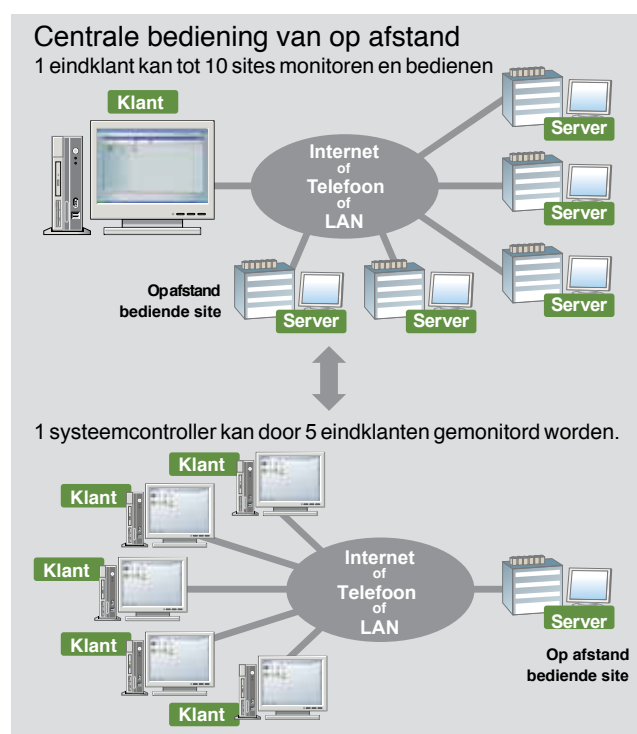 Centrale bediening van op afstand
1 eindklant kan tot 10 sites monitoren en bedienen
Klant
Server
Internet
of
Telefoon
of
LAN
Server
Server
Op afstand
bediende site
Server
Server
1 systeemcontroller kan door 5 eindklanten gemonitord worden.
Klant
Klant
Klant
Klant
Klant
Internet
of
Telefoon
of
LAN
Server
Op afstand
bediende site